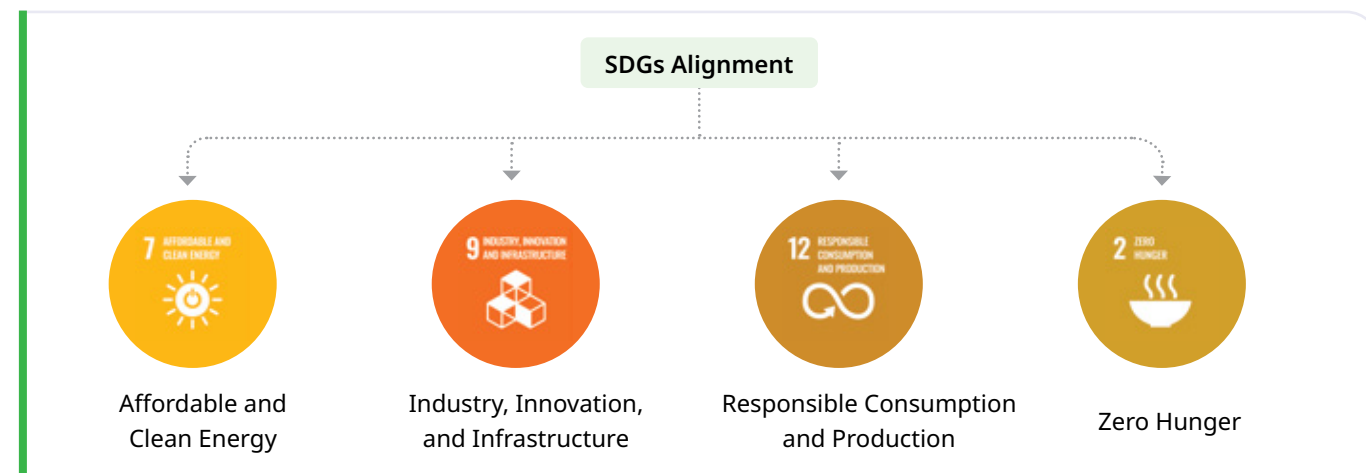 SDGs Alignment
7 AFFORDABLE AND
CLEAN ENERGY
9 INDUSTRY, INNOVATION
AND INFRASTRUCTURE
12 RESPONSIBLE
CONSUMPTION
AND PRODUCTION
2 ZERO
HUNGER
Affordable and
Clean Energy
Industry, Innovation,
and Infrastructure
Responsible Consumption
and Production
Zero Hunger